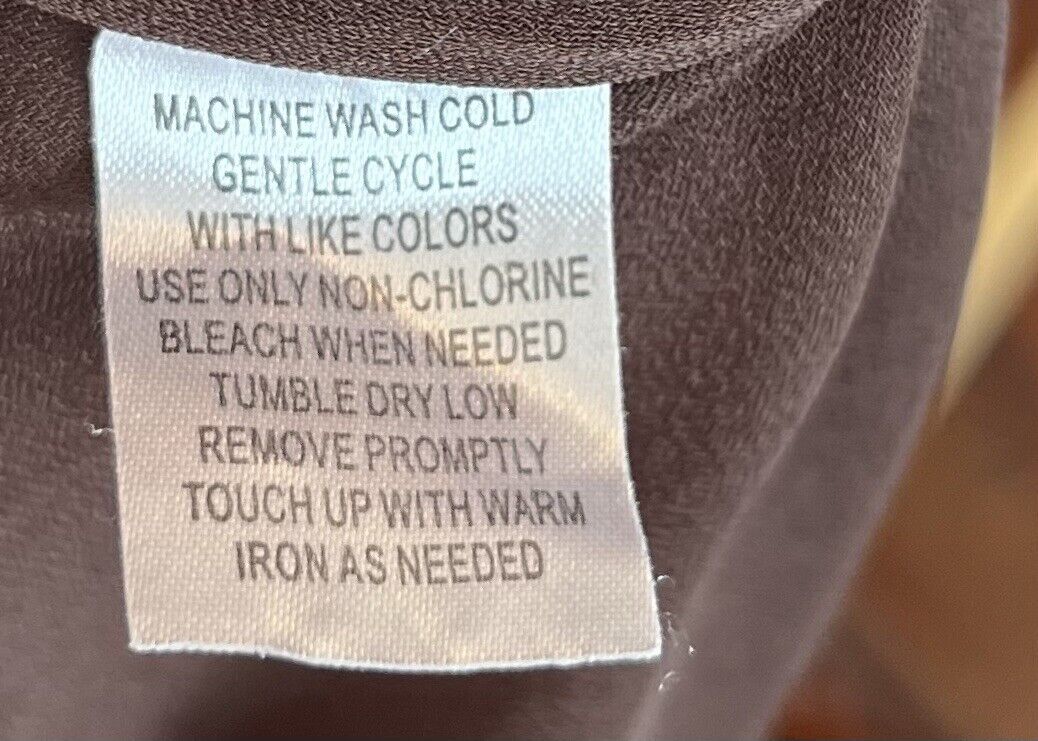 MACHINE WASH COLD
GENTLE CYCLE
WITH LIKE COLORS
USE ONLY NON-CHLORINE
BLEACH WHEN NEEDED
TUMBLE DRY LOW
REMOVE PROMPTLY
TOUCH UP WITH WARM
IRON AS NEEDED